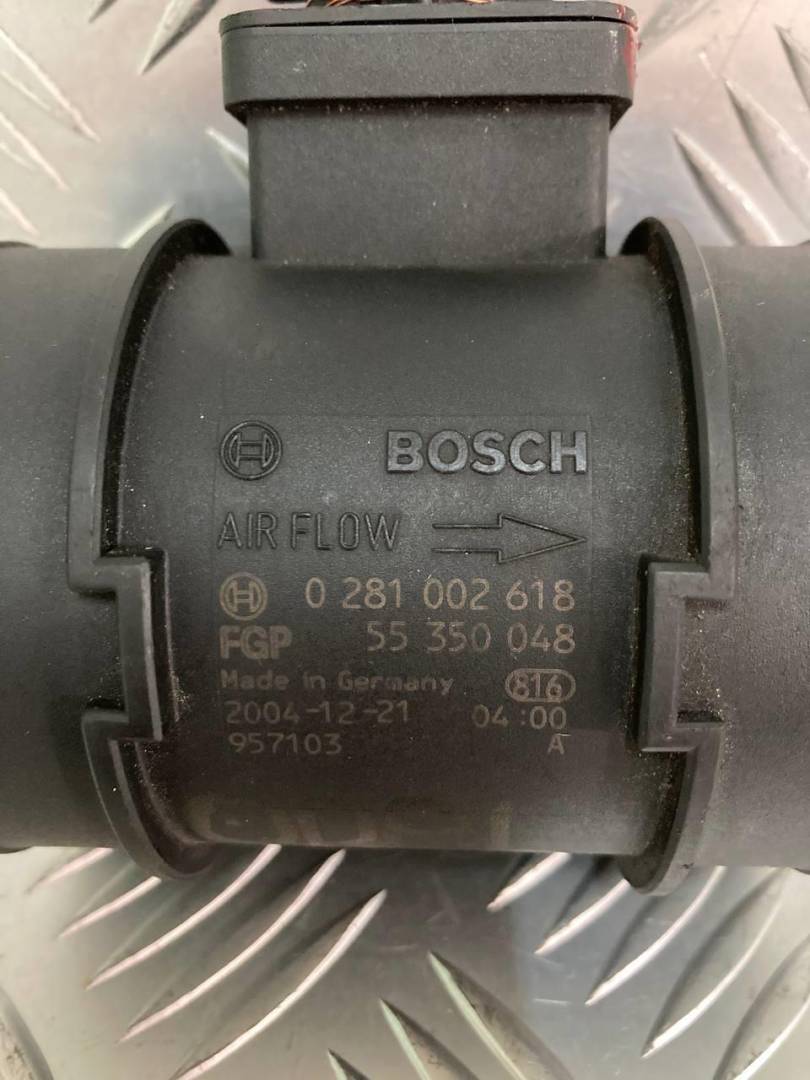 BOSCH
AIR FLOW
0 281 002 618
FGP 55 350 048
Made in Germany 816
2004-12-21 04:00
957103 A